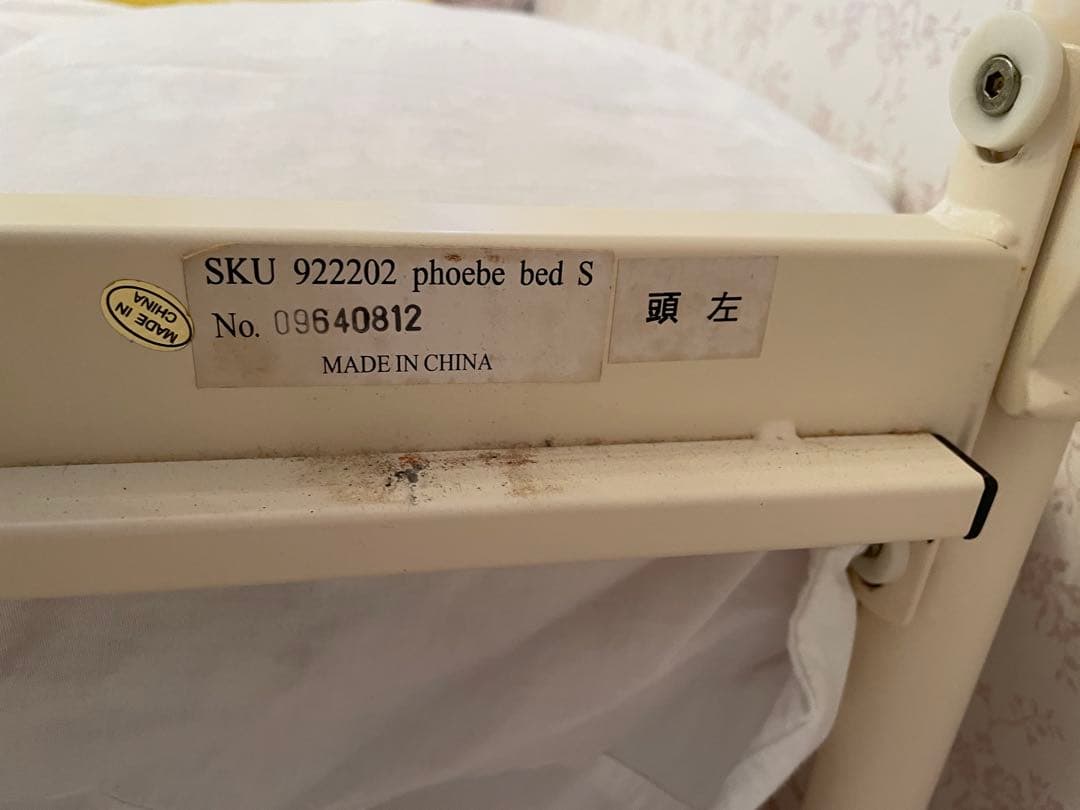 SKU 922202 phoebe bed S
No. 09640812
MADE IN CHINA
頭 左
MADE IN
CHINA